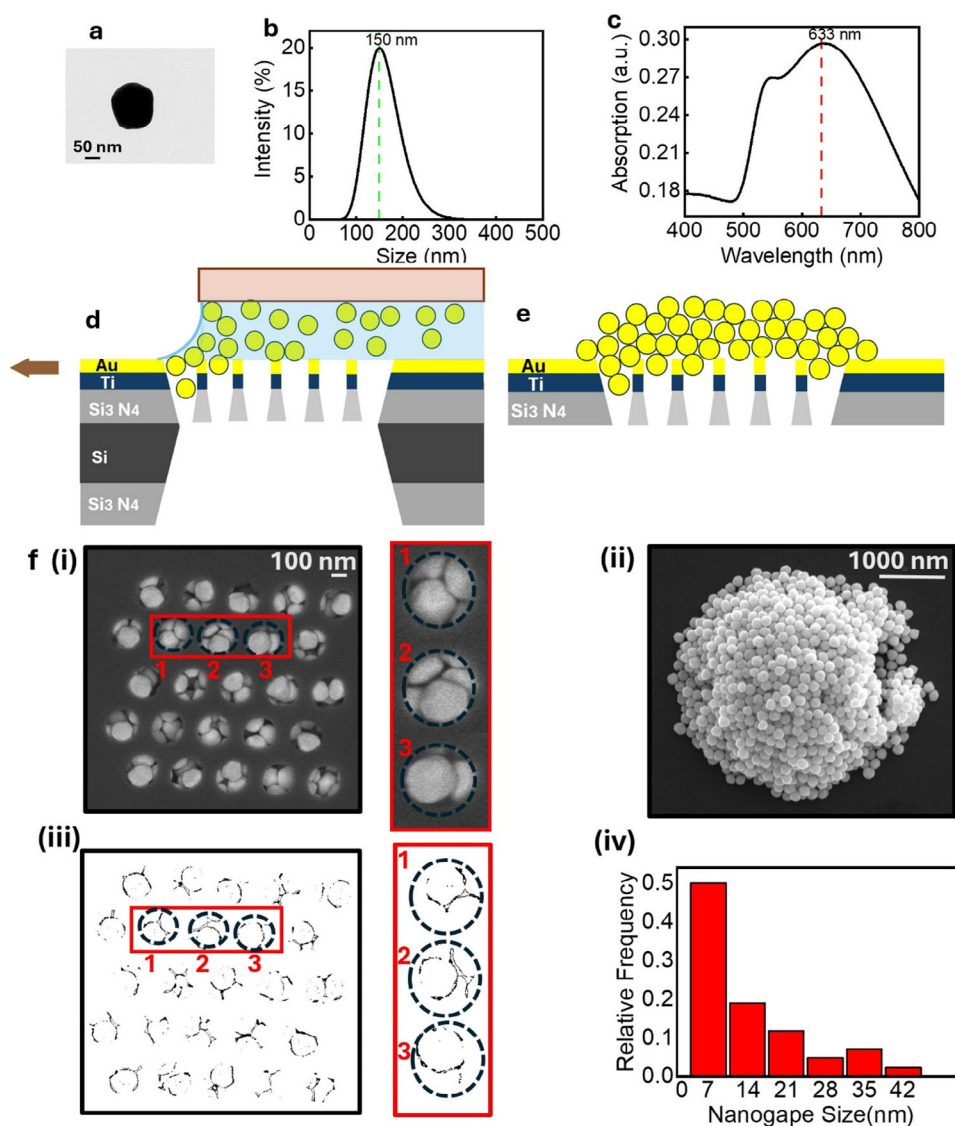 a
50 nm
b
150 nm
20
15
10
5
0
Intensity (%)
0 100 200 300 400 500
Size (nm)
c
633 nm
0.30
0.27
0.24
0.21
0.18
Absorption (a.u.)
400 500 600 700 800
Wavelength (nm)
d
Au
Ti
Si3 N4
Si
Si3 N4
e
Au
Ti
Si3 N4
f (i)
100 nm
1 2 3
1
2
3
(ii)
1000 nm
(iii)
1 2 3
1
2
3
(iv)
0.5
0.4
0.3
0.2
0.1
0.0
Relative Frequency
0 7 14 21 28 35 42
Nanogape Size(nm)